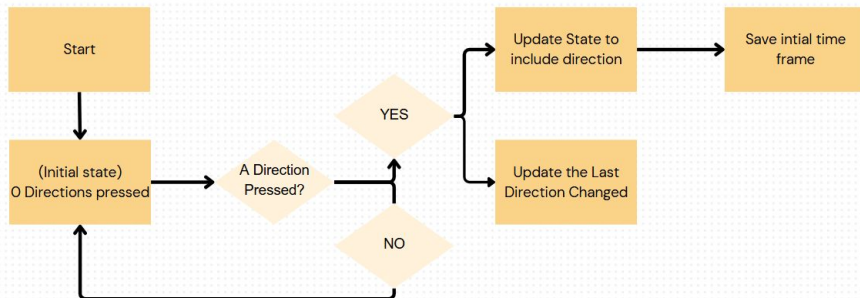 Start
Update State to
include direction
Save intial time
frame
YES
(Initial state)
0 Directions pressed
A Direction
Pressed?
Update the Last
Direction Changed
NO